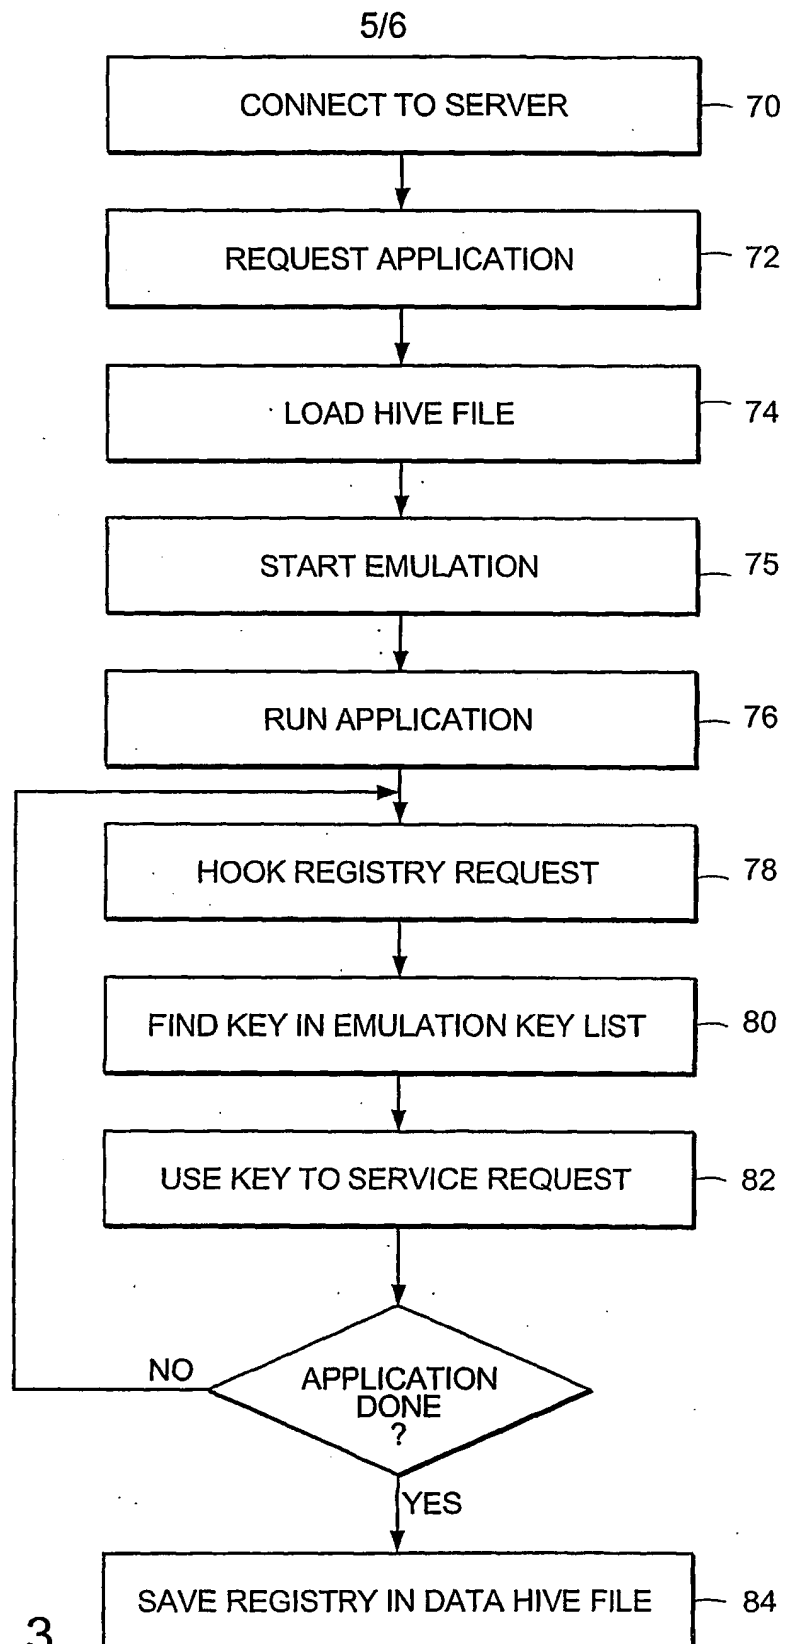 5/6
CONNECT TO SERVER
70
REQUEST APPLICATION
72
LOAD HIVE FILE
74
START EMULATION
75
RUN APPLICATION
76
HOOK REGISTRY REQUEST
78
FIND KEY IN EMULATION KEY LIST
80
USE KEY TO SERVICE REQUEST
82
NO
APPLICATION
DONE
?
YES
SAVE REGISTRY IN DATA HIVE FILE
84
3